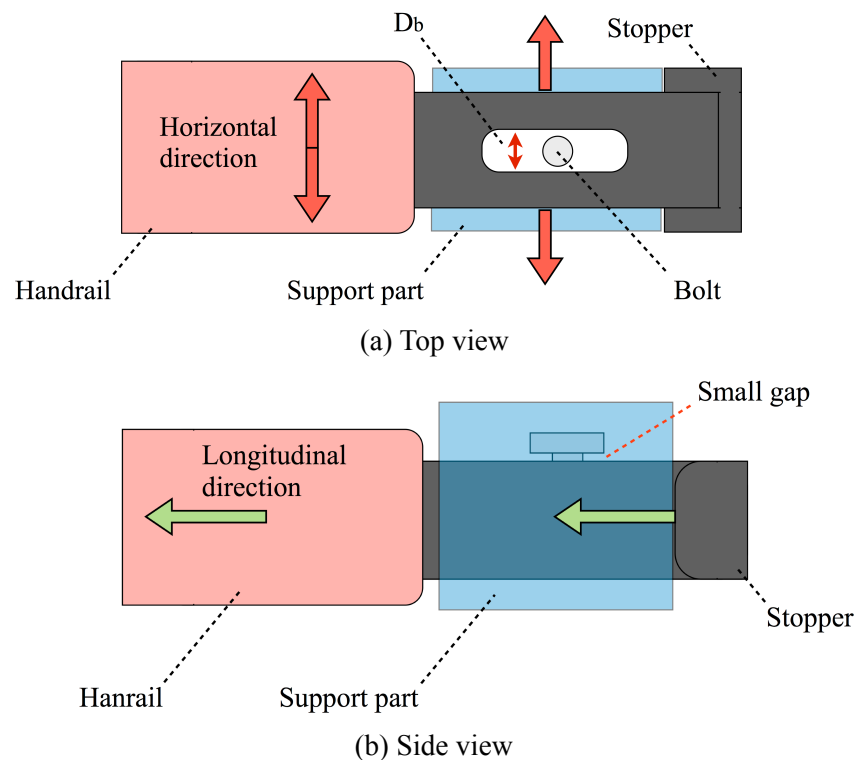 Db
Stopper
Horizontal
direction
Handrail
Support part
Bolt
(a) Top view
Small gap
Longitudinal
direction
Stopper
Hanrail
Support part
(b) Side view